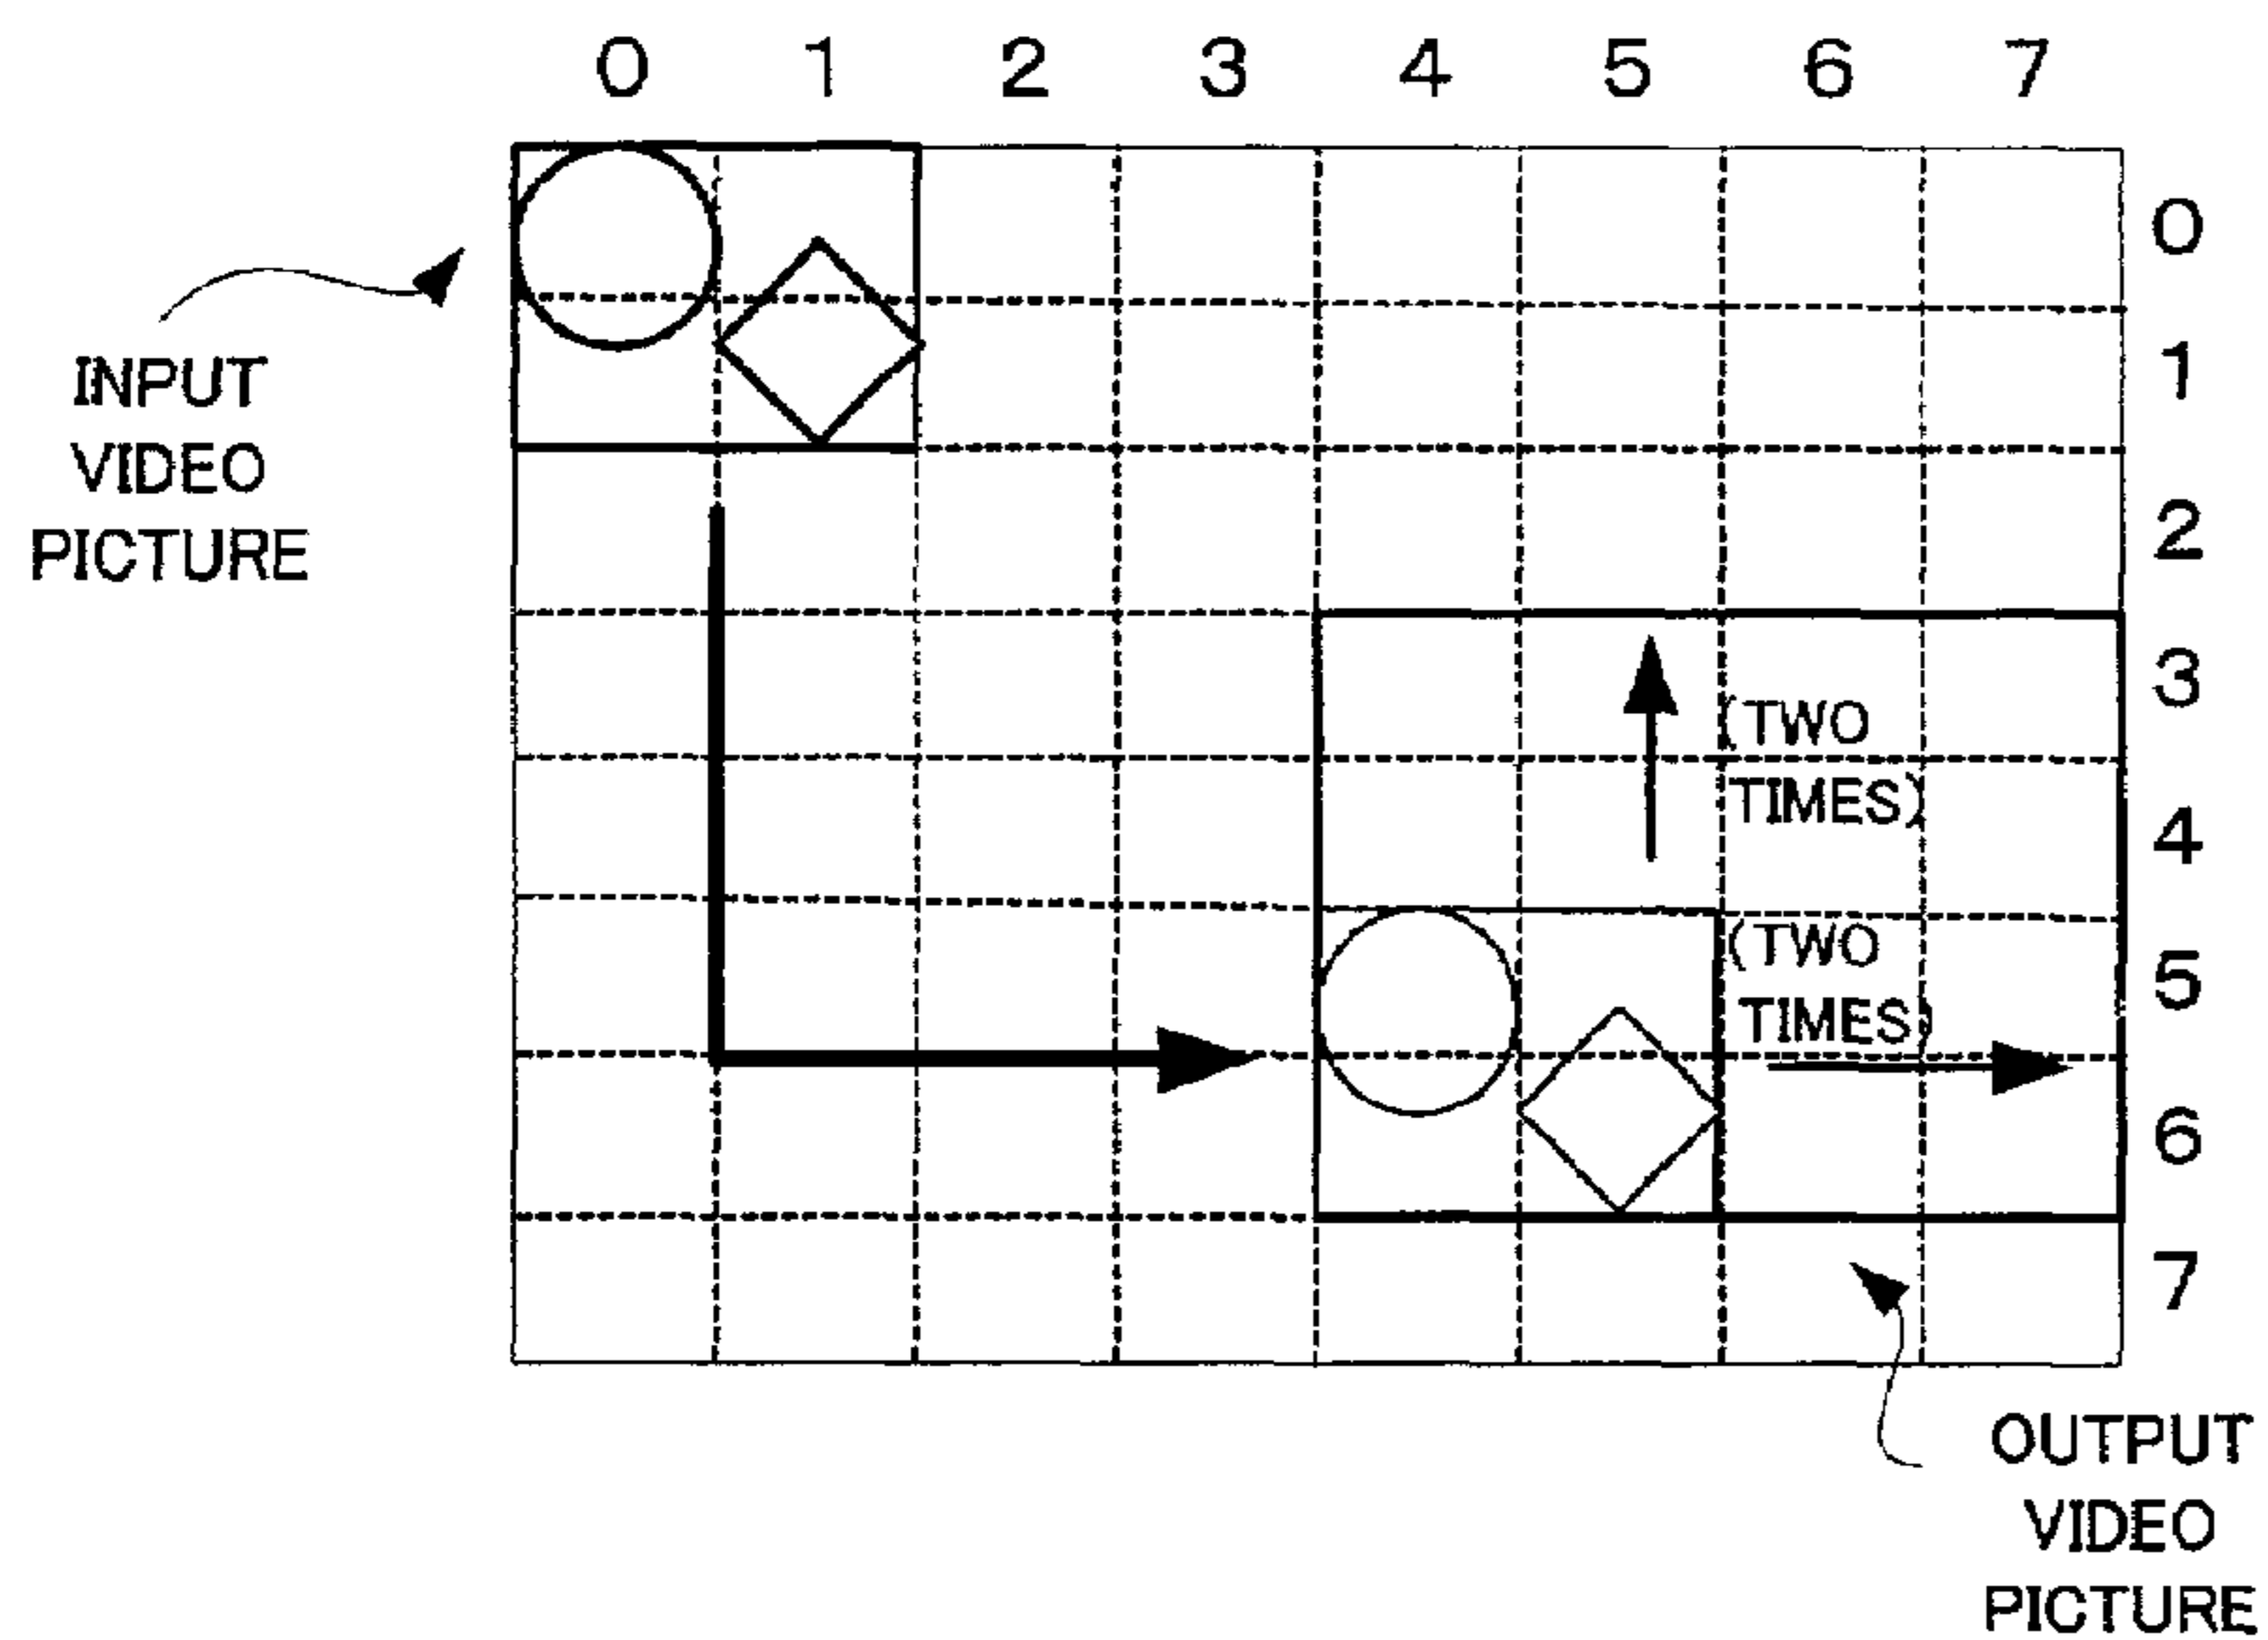 0 1 2 3 4 5 6 7
0
1
2
3
4
5
6
7
INPUT
VIDEO
PICTURE
(TWO
TIMES)
(TWO
TIMES)
OUTPUT
VIDEO
PICTURE